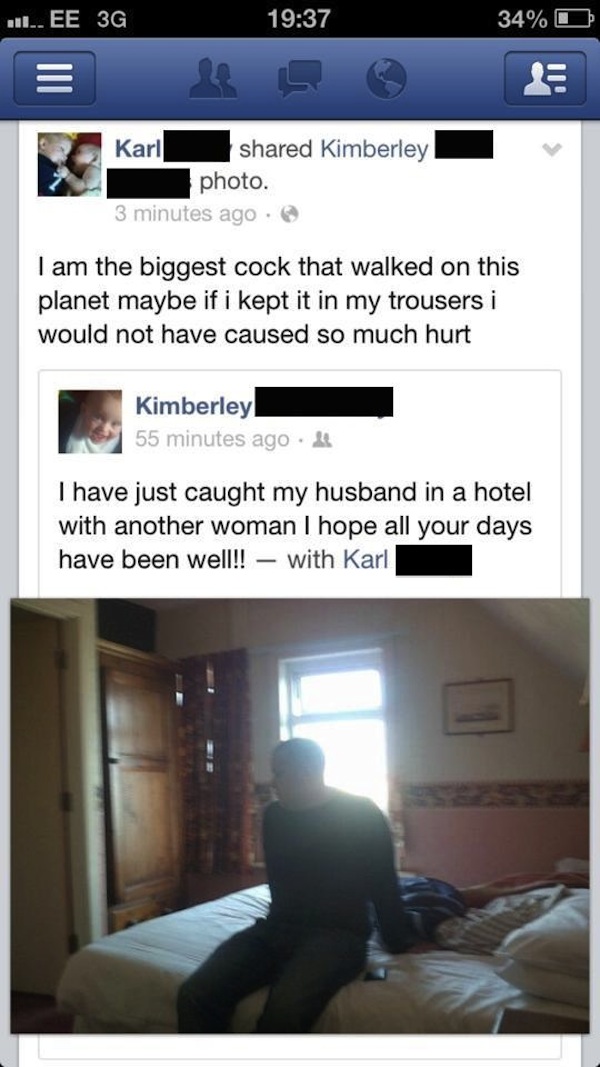 EE 3G 19:37 34%
Karl shared Kimberley
photo.
3 minutes ago ·
I am the biggest cock that walked on this
planet maybe if i kept it in my trousers i
would not have caused so much hurt
Kimberley
55 minutes ago ·
I have just caught my husband in a hotel
with another woman I hope all your days
have been well!! — with Karl